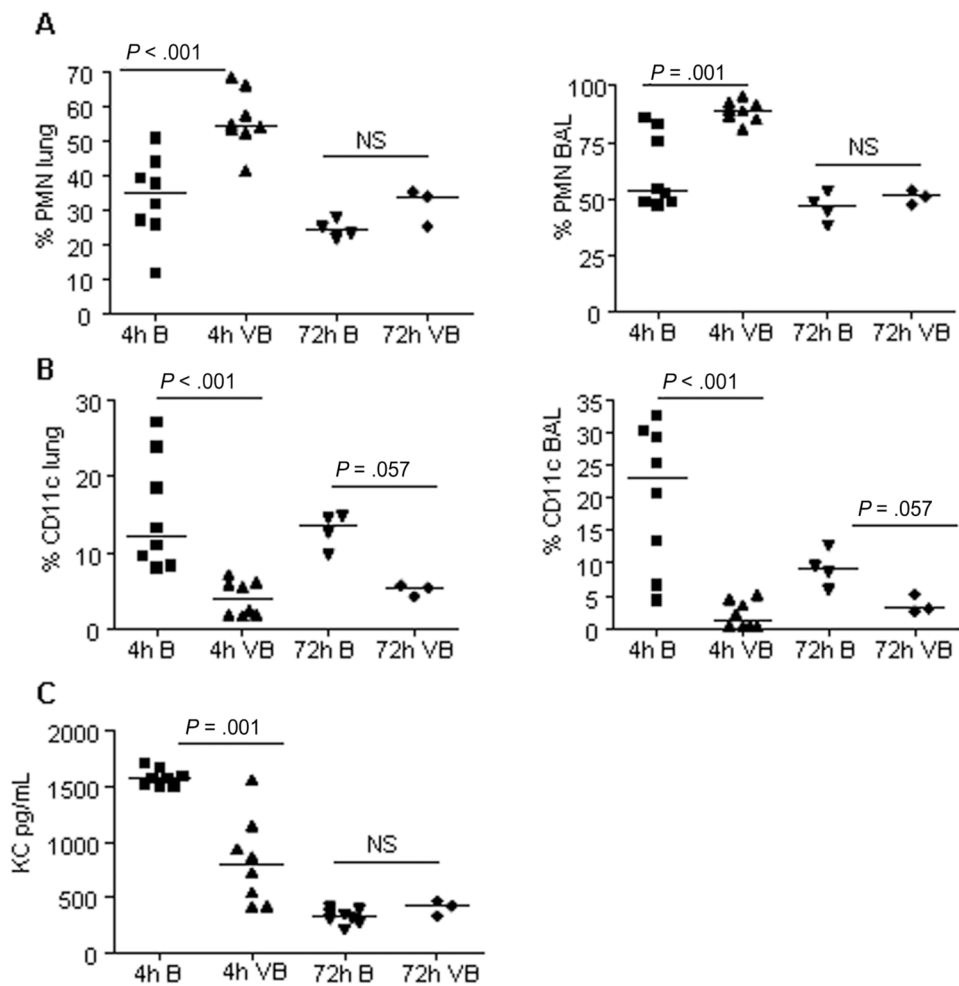 A
P < .001
70
60
50
40
30
20
10
0
% PMN lung
NS
4h B 4h VB 72h B 72h VB
P = .001
100
75
50
25
0
% PMN BAL
NS
4h B 4h VB 72h B 72h VB
B
P < .001
30
20
10
0
% CD11c lung
P = .057
4h B 4h VB 72h B 72h VB
P < .001
35
30
25
20
15
10
5
0
% CD11c BAL
P = .057
4h B 4h VB 72h B 72h VB
C
P = .001
2000
1500
1000
500
0
KC pg/mL
NS
4h B 4h VB 72h B 72h VB